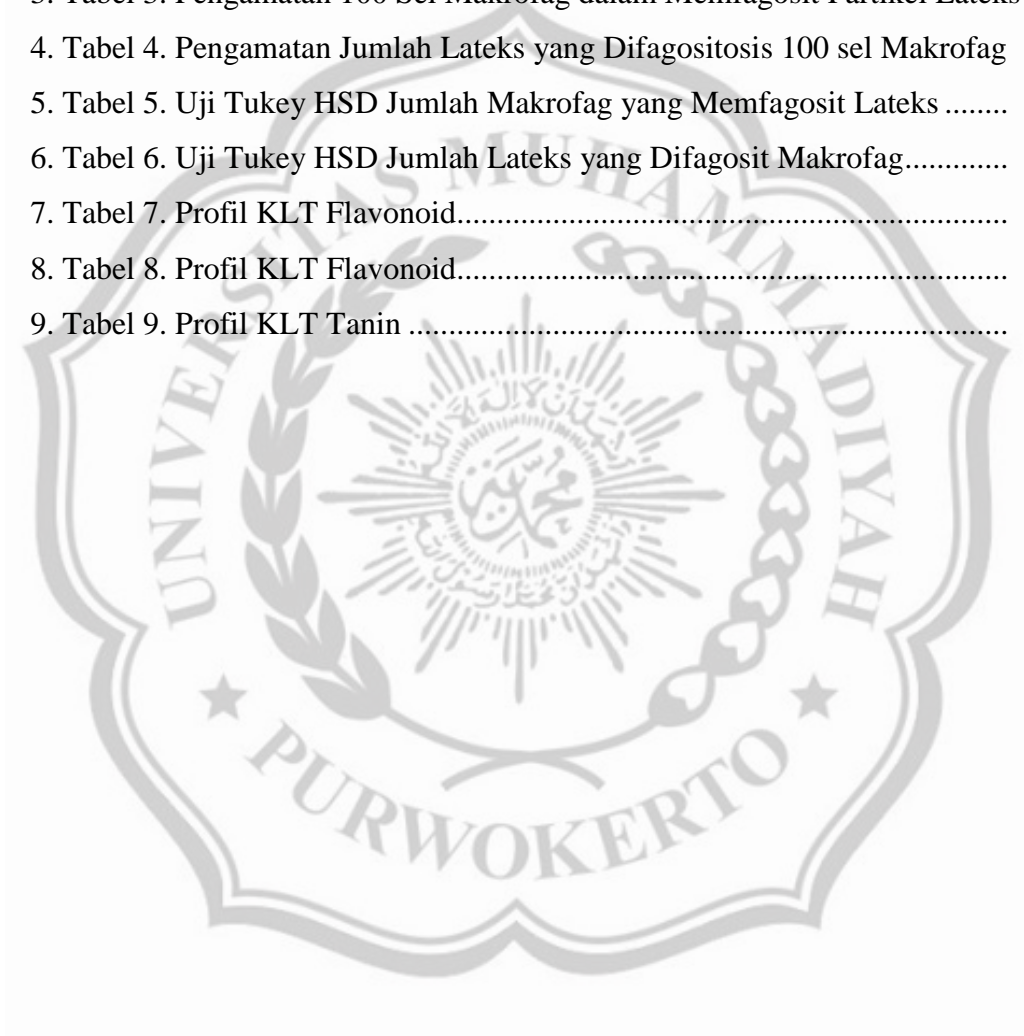 3. Tabel 3. Pengamatan 100 Sel Makrofag dalam Memfagosit Partikel Lateks
4. Tabel 4. Pengamatan Jumlah Lateks yang Difagositosis 100 sel Makrofag
5. Tabel 5. Uji Tukey HSD Jumlah Makrofag yang Memfagosit Lateks ........
6. Tabel 6. Uji Tukey HSD Jumlah Lateks yang Difagosit Makrofag.............
7. Tabel 7. Profil KLT Flavonoid.....................................................................
8. Tabel 8. Profil KLT Flavonoid.....................................................................
9. Tabel 9. Profil KLT Tanin ...........................................................................
UNIVERSITAS MUHAMMADIYAH
PURWOKERTO